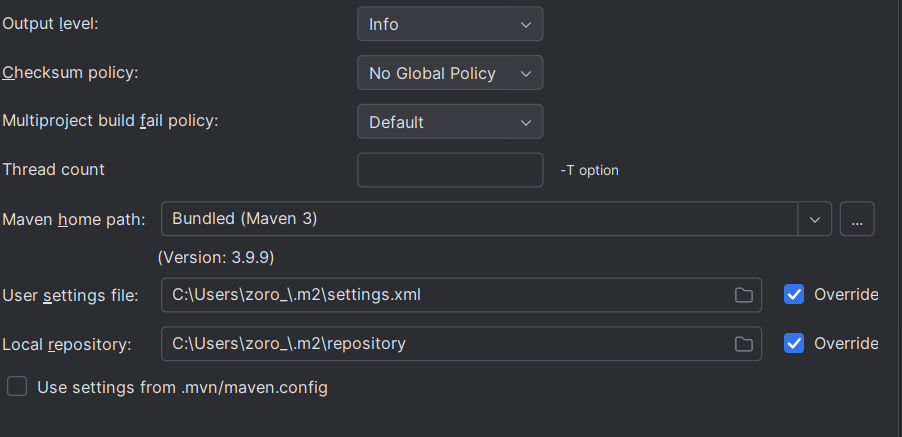 Output level: Info
Checksum policy: No Global Policy
Multiproject build fail policy: Default
Thread count -T option
Maven home path: Bundled (Maven 3) ...
(Version: 3.9.9)
User settings file: C:\Users\zoro_\.m2\settings.xml Override
Local repository: C:\Users\zoro_\.m2\repository Override
Use settings from .mvn/maven.config